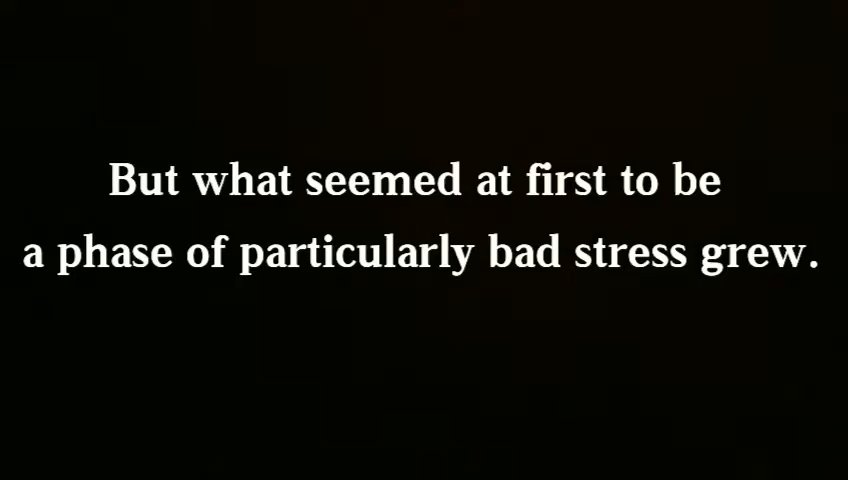 But what seemed at first to be
a phase of particularly bad stress grew.